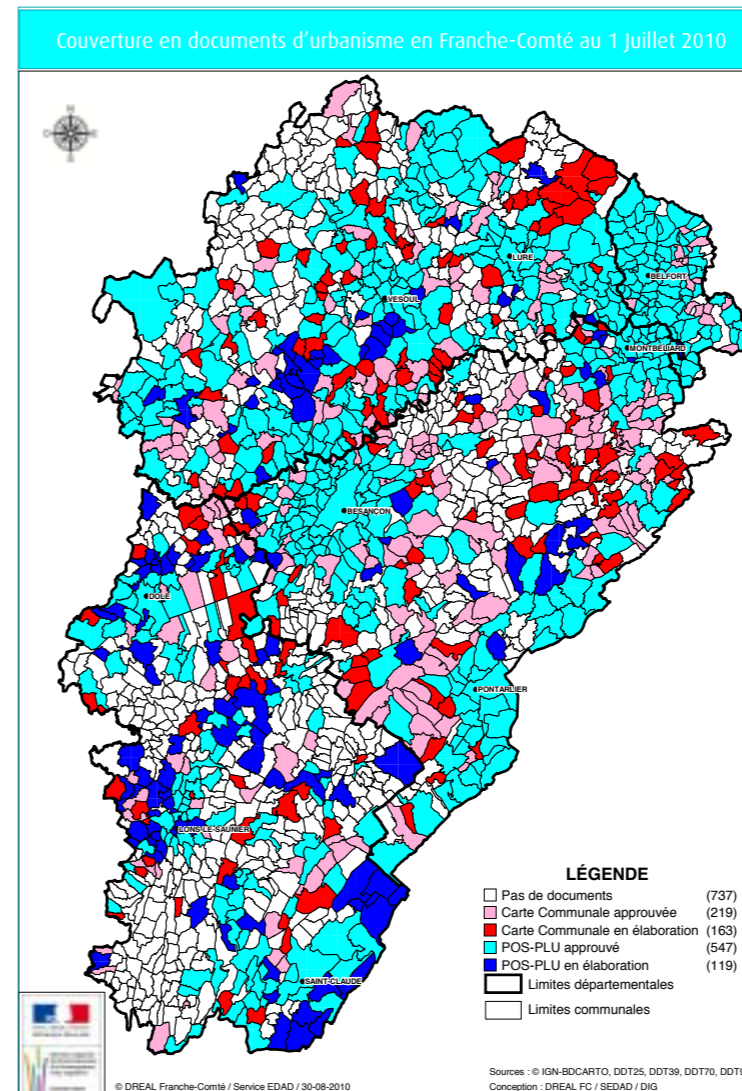 Couverture en documents d'urbanisme en Franche-Comté au 1 Juillet 2010
N
LURE
BELFORT
VESOUL
MONTBELIARD
BESANCON
DOLE
PONTARLIER
LONS-LE-SAUNIER
SAINT-CLAUDE
LÉGENDE
Pas de documents (737)
Carte Communale approuvée (219)
Carte Communale en élaboration (163)
POS-PLU approuvé (547)
POS-PLU en élaboration (119)
Limites départementales
Limites communales
© DREAL Franche-Comté / Service EDAD / 30-08-2010
Sources : © IGN-BDCARTO, DDT25, DDT39, DDT70, DDT9
Conception : DREAL FC / SEDAD / DIG